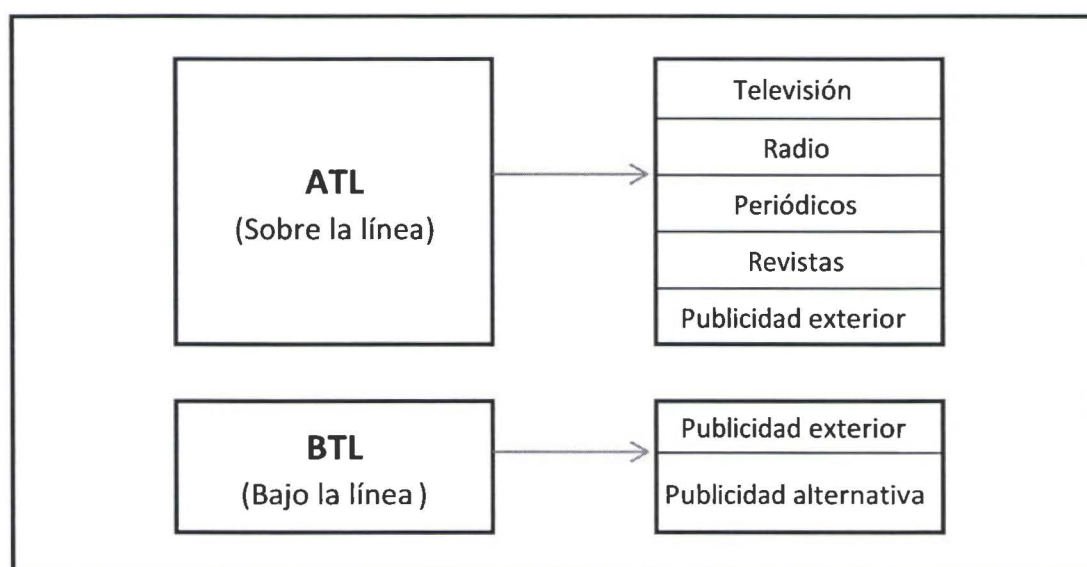 ATL
(Sobre la línea)
Televisión
Radio
Periódicos
Revistas
Publicidad exterior
BTL
(Bajo la línea )
Publicidad exterior
Publicidad alternativa